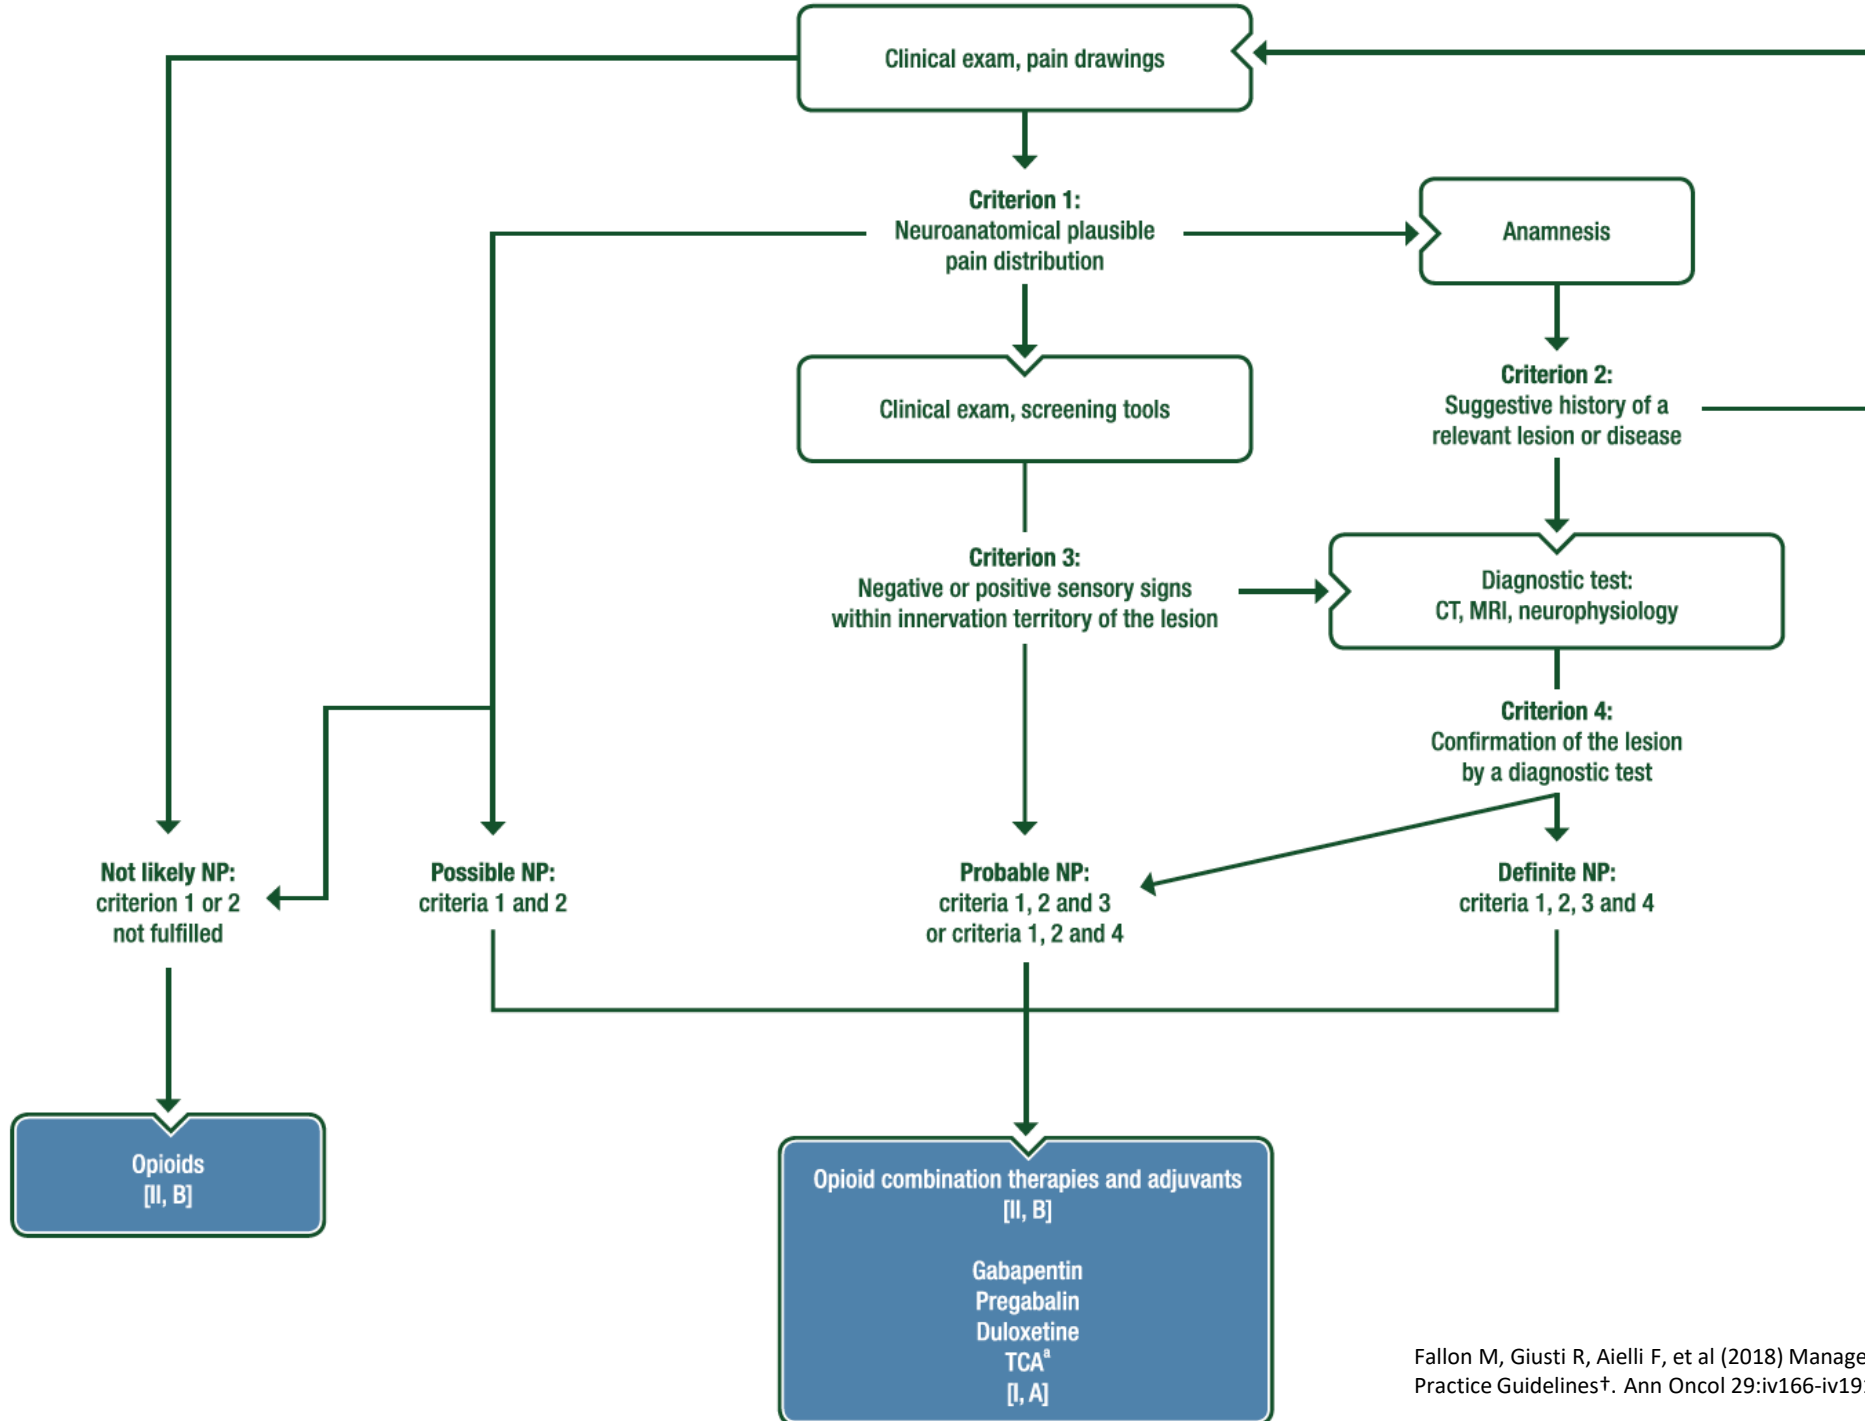 Clinical exam, pain drawings
Criterion 1:
Neuroanatomical plausible
pain distribution
Anamnesis
Clinical exam, screening tools
Criterion 2:
Suggestive history of a
relevant lesion or disease
Criterion 3:
Negative or positive sensory signs
within innervation territory of the lesion
Diagnostic test:
CT, MRI, neurophysiology
Criterion 4:
Confirmation of the lesion
by a diagnostic test
Not likely NP:
criterion 1 or 2
not fulfilled
Possible NP:
criteria 1 and 2
Probable NP:
criteria 1, 2 and 3
or criteria 1, 2 and 4
Definite NP:
criteria 1, 2, 3 and 4
Opioids
[II, B]
Opioid combination therapies and adjuvants
[II, B]
Gabapentin
Pregabalin
Duloxetine
TCAª
[I, A]
Fallon M, Giusti R, Aielli F, et al (2018) Manage
Practice Guidelines†. Ann Oncol 29:iv166-iv19